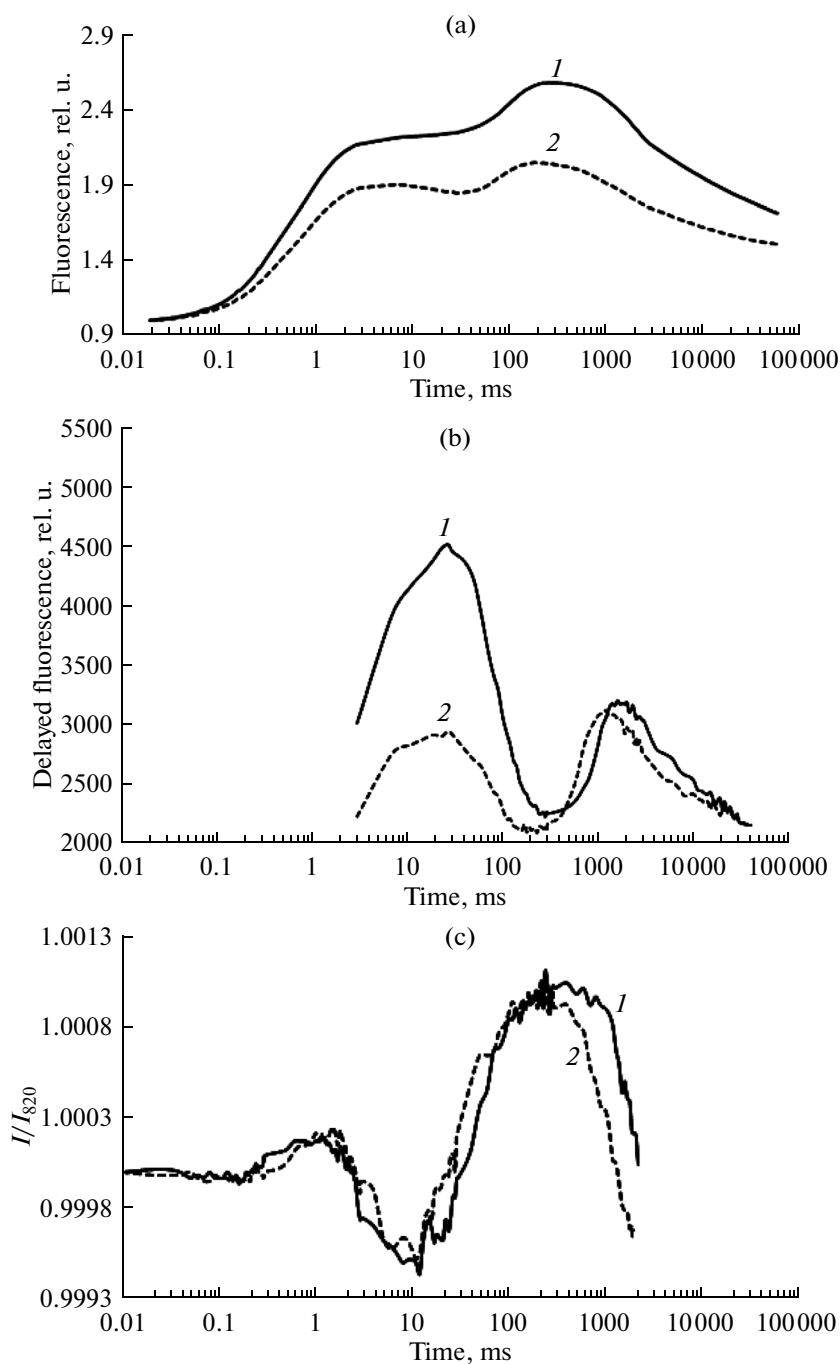 (a)
Fluorescence, rel. u.
2.9
2.4
1.9
1.4
0.9
1
2
0.01 0.1 1 10 100 1000 10000 100000
Time, ms
(b)
Delayed fluorescence, rel. u.
5500
5000
4500
4000
3500
3000
2500
2000
1
2
0.01 0.1 1 10 100 1000 10000 100000
Time, ms
(c)
I/I820
1.0013
1.0008
1.0003
0.9998
0.9993
1
2
0.01 0.1 1 10 100 1000 10000 100000
Time, ms